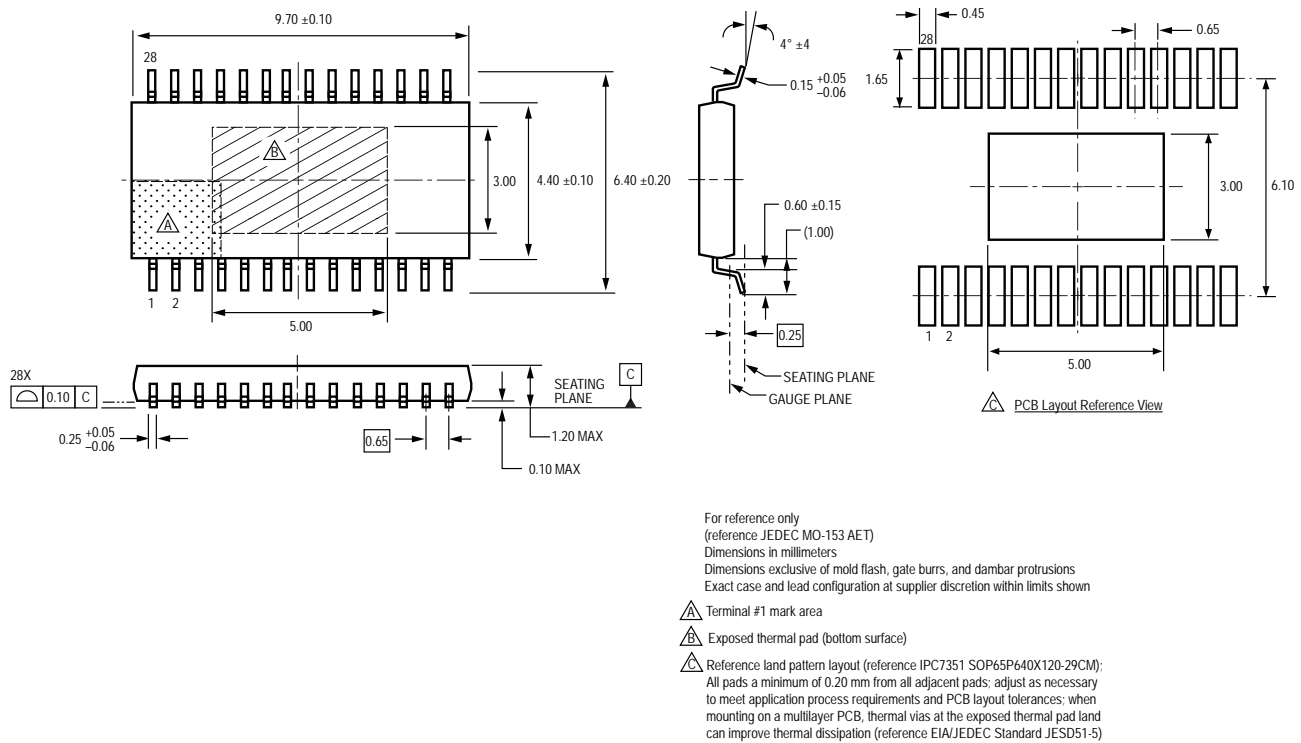 9.70 ±0.10
28
B
A
3.00
4.40 ±0.10
6.40 ±0.20
1 2
5.00
4° ±4
0.15 +0.05 –0.06
0.60 ±0.15
(1.00)
0.25
SEATING PLANE
GAUGE PLANE
0.45
0.65
28
1.65
3.00
6.10
1 2
5.00
C PCB Layout Reference View
28X
0.10 C
0.25 +0.05 –0.06
0.65
SEATING
PLANE
C
1.20 MAX
0.10 MAX
For reference only
(reference JEDEC MO-153 AET)
Dimensions in millimeters
Dimensions exclusive of mold flash, gate burrs, and dambar protrusions
Exact case and lead configuration at supplier discretion within limits shown
A Terminal #1 mark area
B Exposed thermal pad (bottom surface)
C Reference land pattern layout (reference IPC7351 SOP65P640X120-29CM);
All pads a minimum of 0.20 mm from all adjacent pads; adjust as necessary
to meet application process requirements and PCB layout tolerances; when
mounting on a multilayer PCB, thermal vias at the exposed thermal pad land
can improve thermal dissipation (reference EIA/JEDEC Standard JESD51-5)